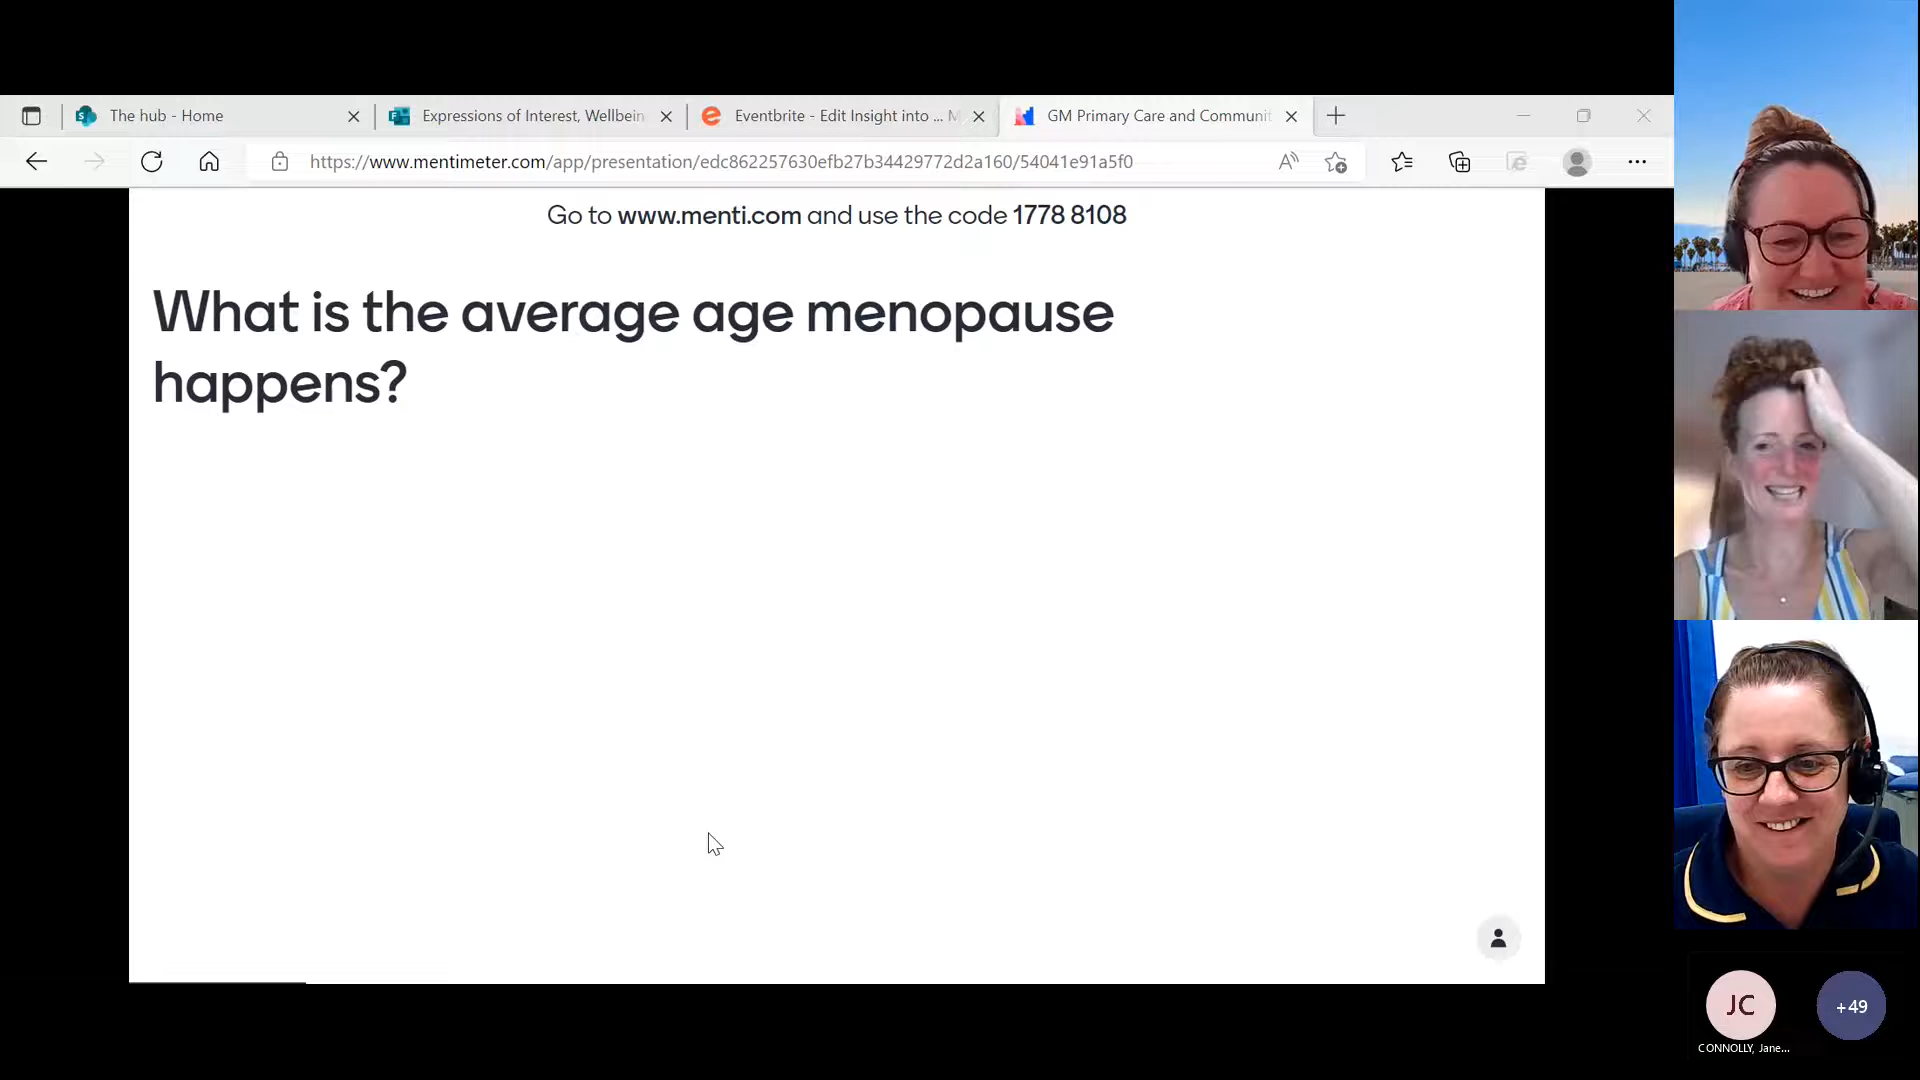 The hub - Home
Expressions of Interest, Wellbein
Eventbrite - Edit Insight into ... M
GM Primary Care and Communit
https://www.mentimeter.com/app/presentation/edc862257630efb27b34429772d2a160/54041e91a5f0
Go to www.menti.com and use the code 1778 8108
What is the average age menopause
happens?
JC
+49
CONNOLLY, Jane...